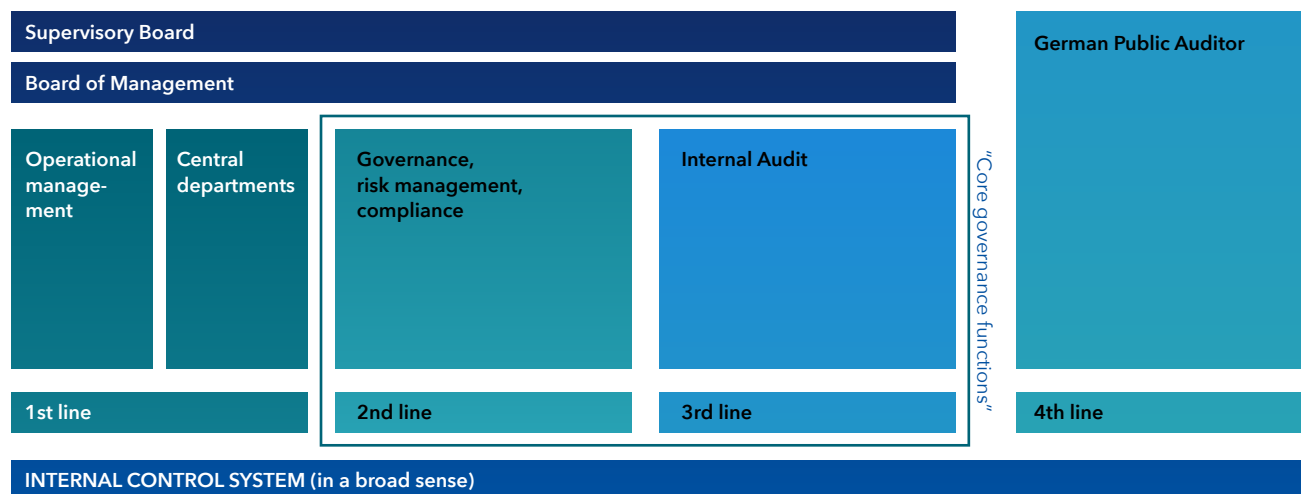 Supervisory Board
Board of Management
German Public Auditor
Operational
manage-
ment
Central
departments
Governance,
risk management,
compliance
Internal Audit
"Core governance functions"
1st line
2nd line
3rd line
4th line
INTERNAL CONTROL SYSTEM (in a broad sense)